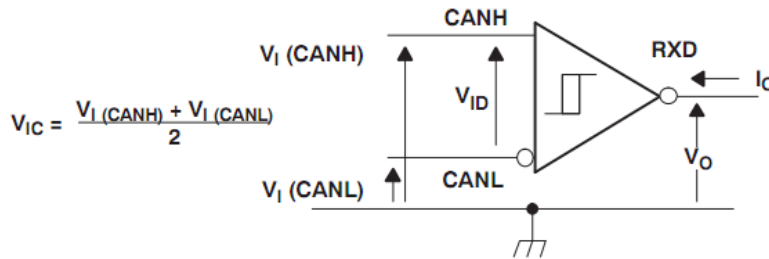 CANH
RXD
V_I (CANH)
I_O
V_ID
V_IC = V_I (CANH) + V_I (CANL) / 2
V_O
CANL
V_I (CANL)